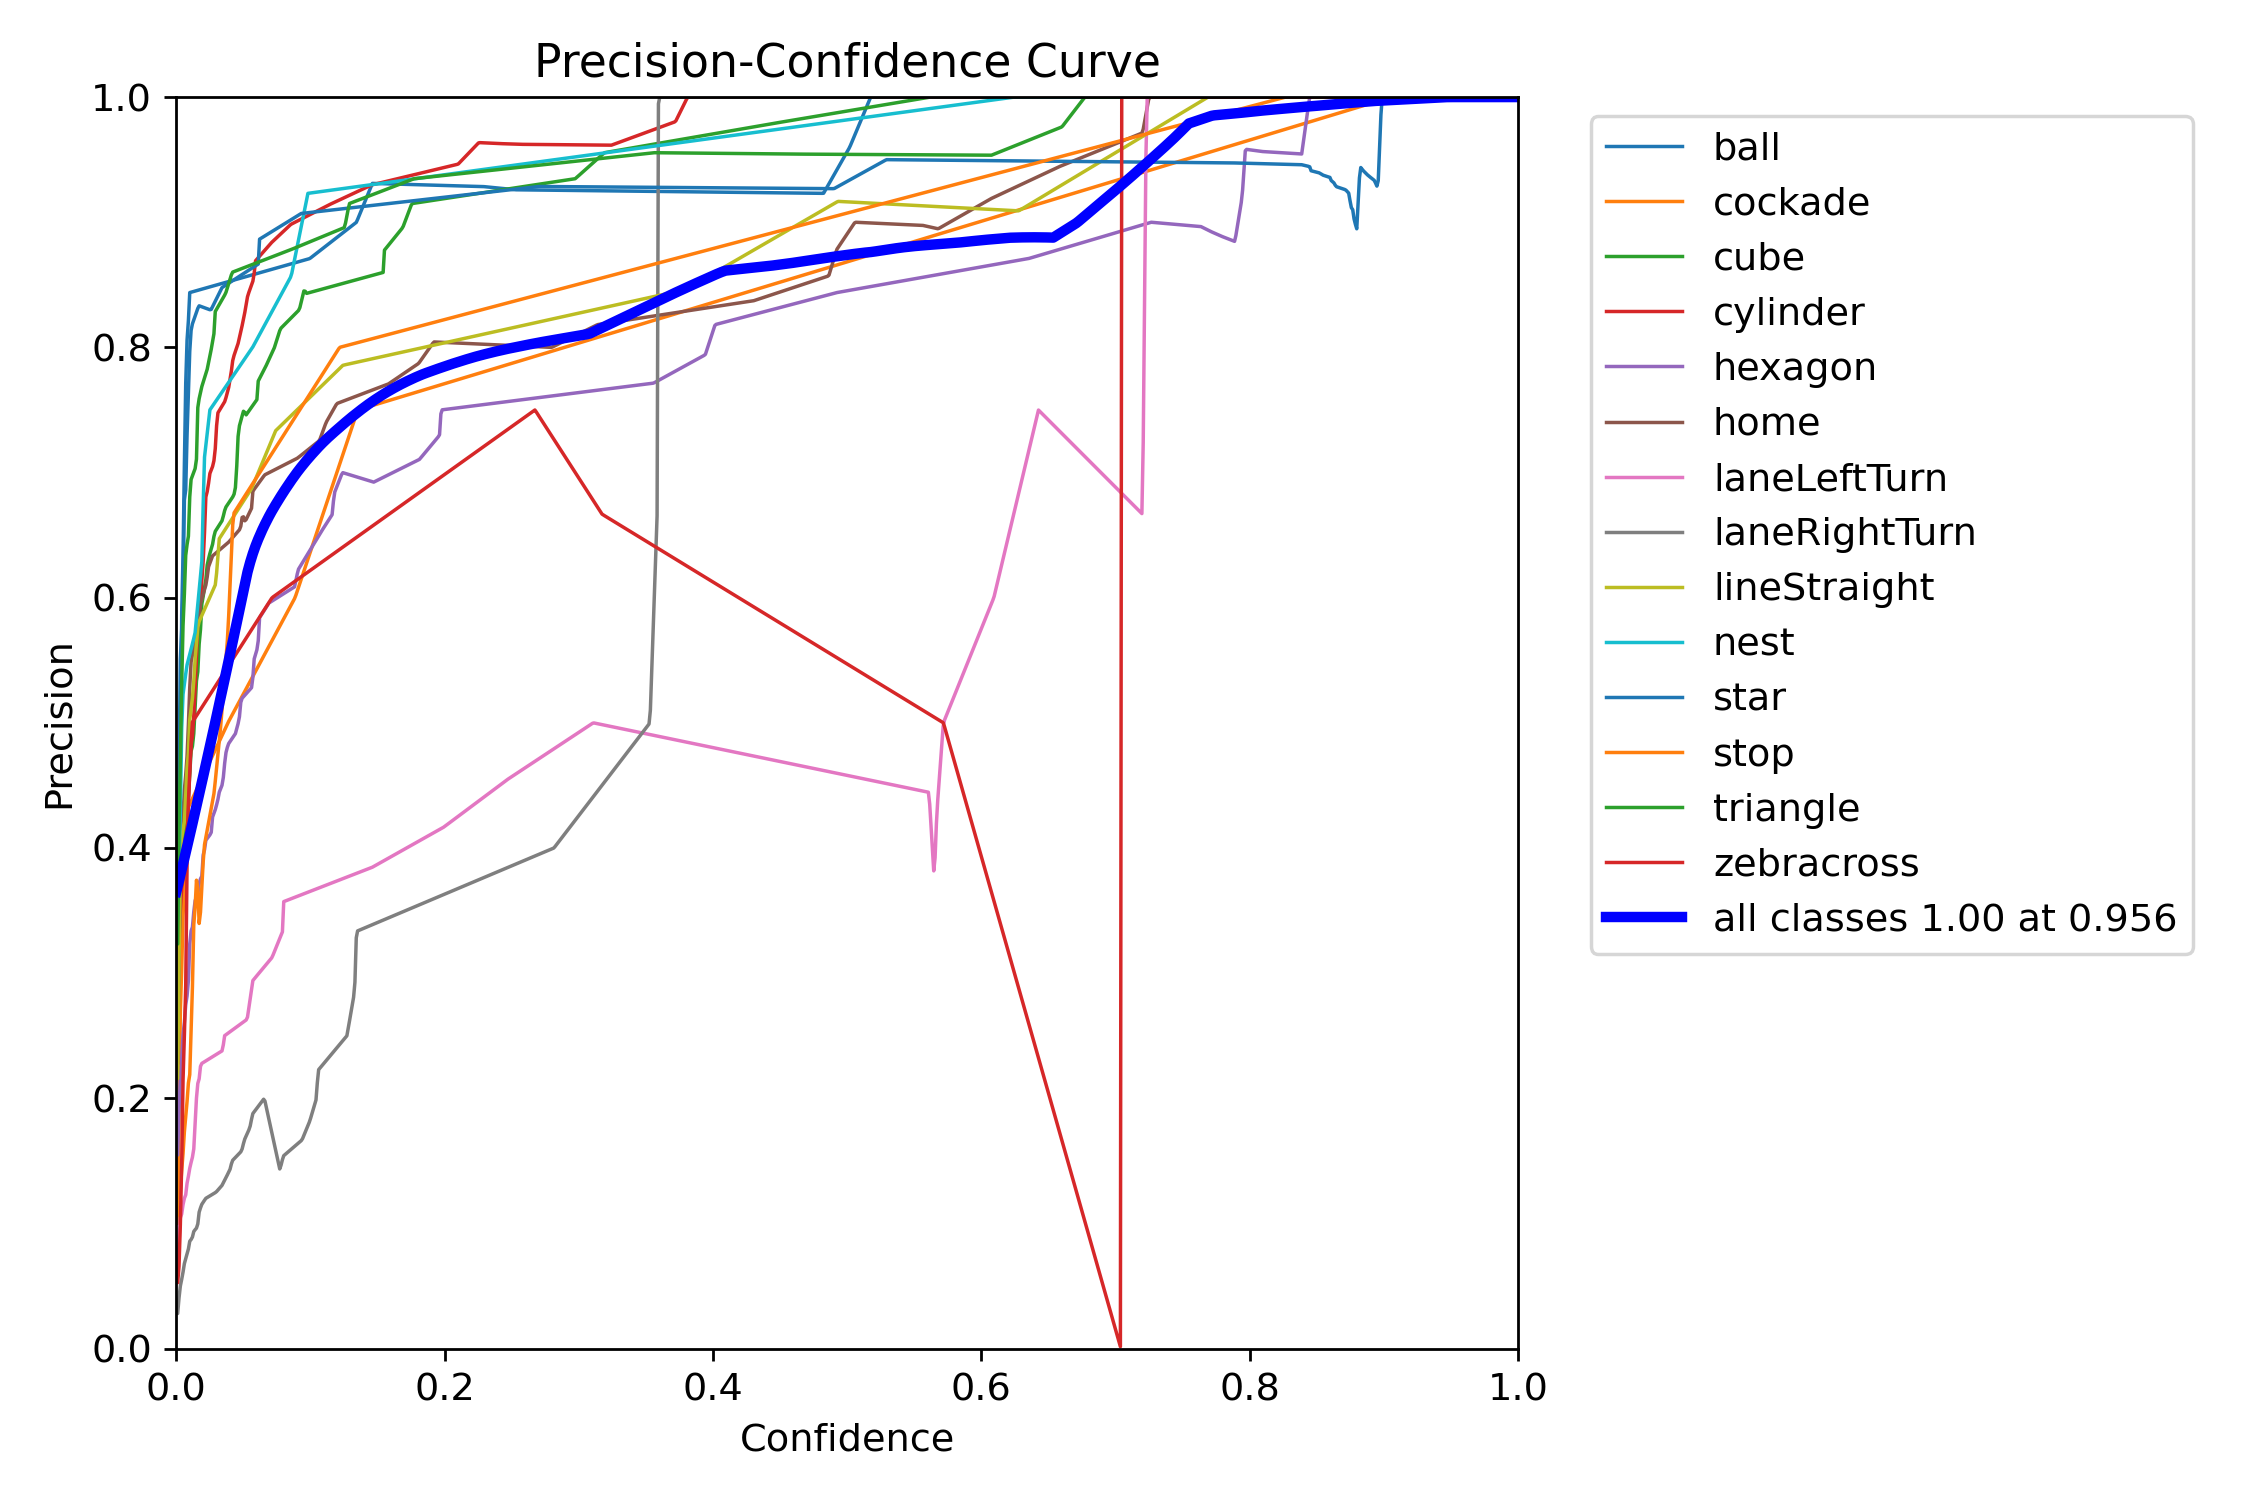 Precision-Confidence Curve
1.0
0.8
0.6
0.4
0.2
0.0
Precision
0.0 0.2 0.4 0.6 0.8 1.0
Confidence
ball
cockade
cube
cylinder
hexagon
home
laneLeftTurn
laneRightTurn
lineStraight
nest
star
stop
triangle
zebracross
all classes 1.00 at 0.956